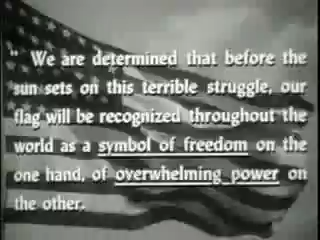 " We are determined that before the
sun sets on this terrible struggle, our
flag will be recognized throughout the
world as a symbol of freedom on the
one hand, of overwhelming power on
the other.